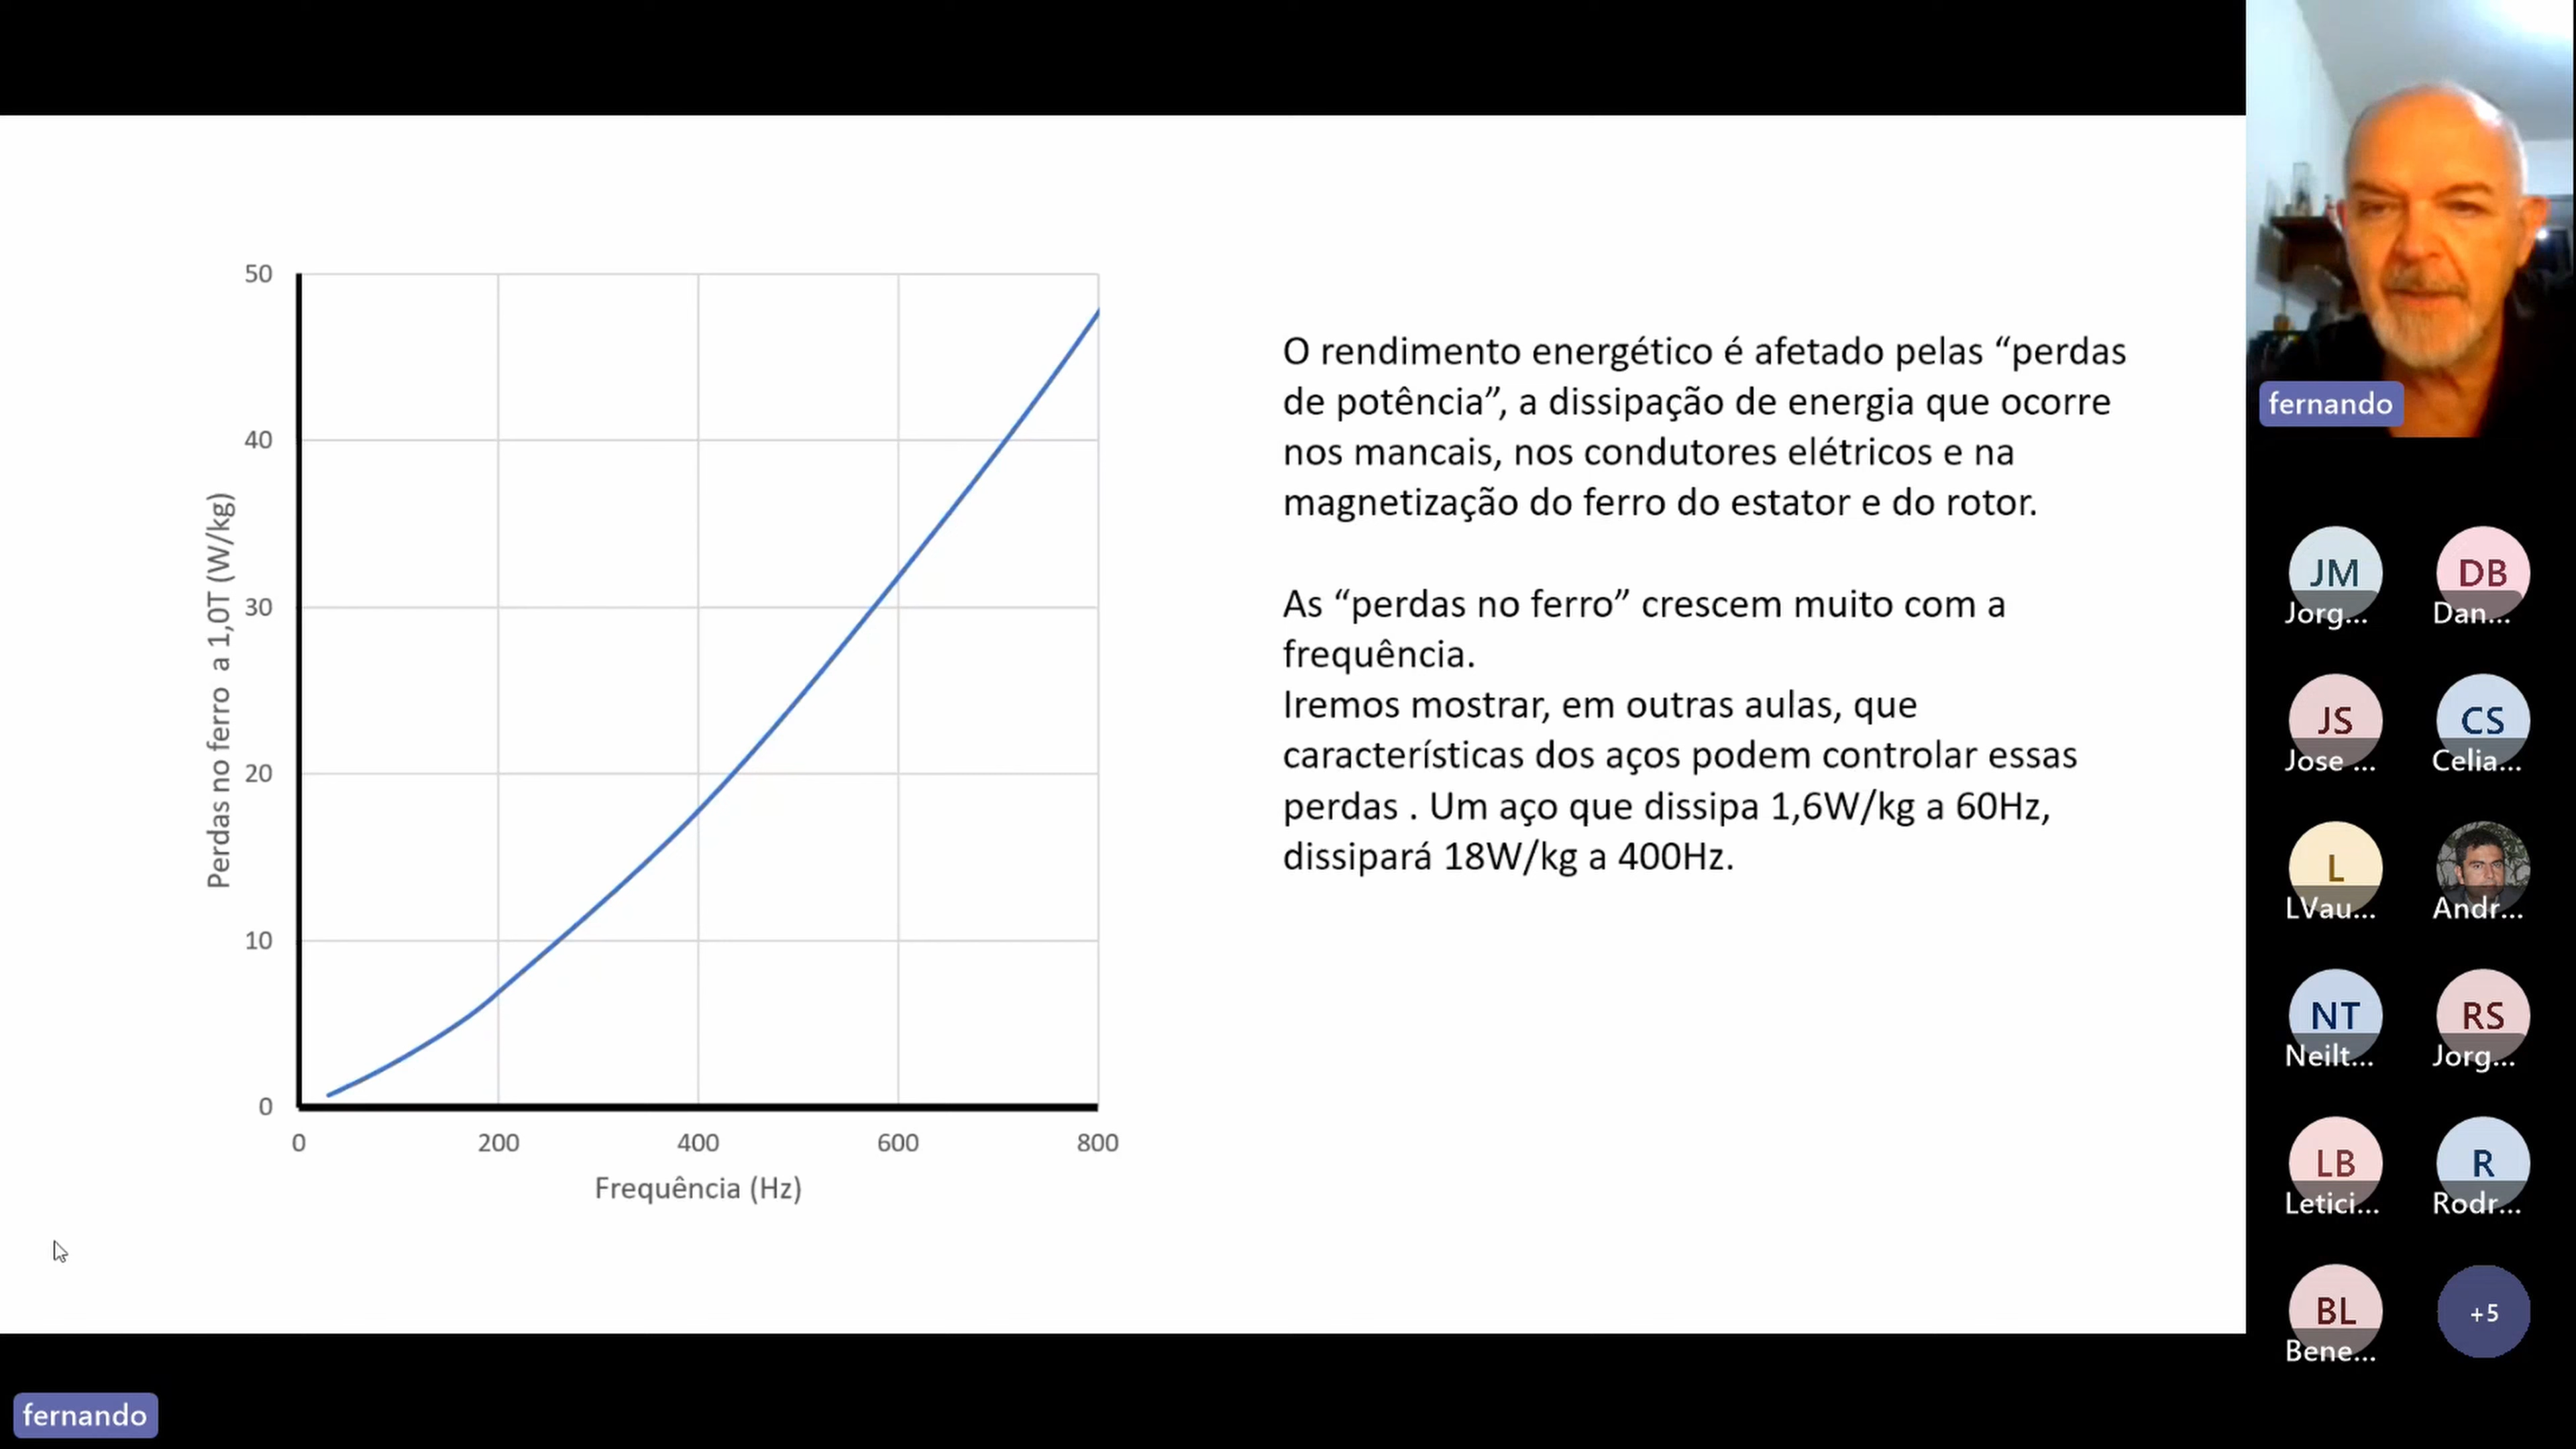 50
40
30
20
10
0
0
200
400
600
800
Perdas no ferro a 1,0T (W/kg)
Frequência (Hz)
O rendimento energético é afetado pelas “perdas
de potência”, a dissipação de energia que ocorre
nos mancais, nos condutores elétricos e na
magnetização do ferro do estator e do rotor.
As “perdas no ferro” crescem muito com a
frequência.
Iremos mostrar, em outras aulas, que
características dos aços podem controlar essas
perdas . Um aço que dissipa 1,6W/kg a 60Hz,
dissipará 18W/kg a 400Hz.
fernando
JM
Jorg...
DB
Dan...
JS
Jose ...
CS
Celia...
L
LVau...
Andr...
NT
Neilt...
RS
Jorg...
LB
Letici...
R
Rodr...
BL
Bene...
+5
fernando